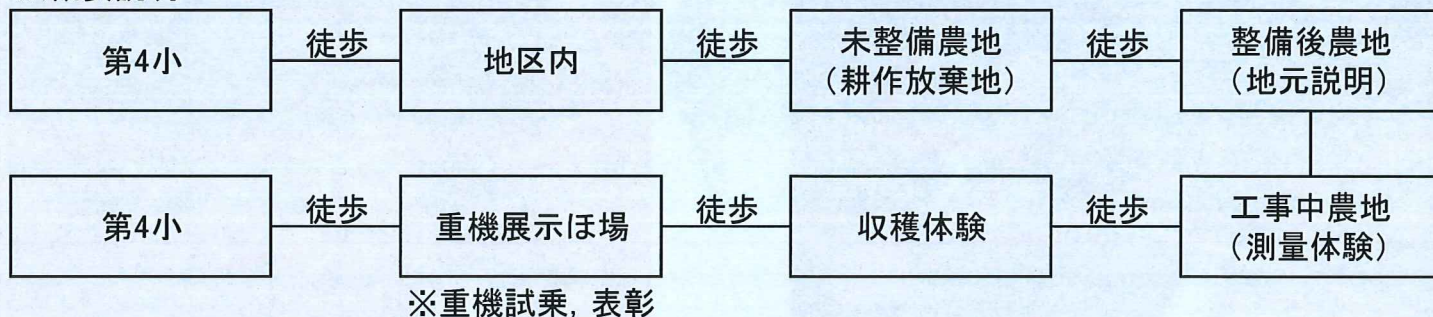 第4小
徒歩
地区内
徒歩
未整備農地
(耕作放棄地)
徒歩
整備後農地
(地元説明)
第4小
徒歩
重機展示ほ場
徒歩
収穫体験
徒歩
工事中農地
(測量体験)
※重機試乗, 表彰